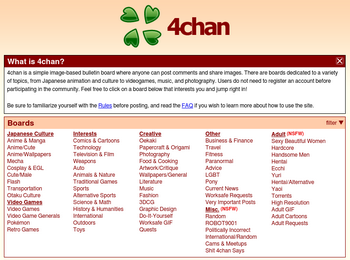 4chan
What is 4chan?
4chan is a simple image-based bulletin board where anyone can post comments and share images. There are boards dedicated to a variety
of topics, from Japanese animation and culture to videogames, music, and photography. Users do not need to register an account before
participating in the community. Feel free to click on a board below that interests you and jump right in!
Be sure to familiarize yourself with the Rules before posting, and read the FAQ if you wish to learn more about how to use the site.
Boards
filter ▼
Japanese Culture
Anime & Manga
Anime/Cute
Anime/Wallpapers
Mecha
Cosplay & EGL
Cute/Male
Flash
Transportation
Otaku Culture
Video Games
Video Games
Video Game Generals
Pokémon
Retro Games
Interests
Comics & Cartoons
Technology
Television & Film
Weapons
Auto
Animals & Nature
Traditional Games
Sports
Alternative Sports
Science & Math
History & Humanities
International
Outdoors
Toys
Creative
Oekaki
Papercraft & Origami
Photography
Food & Cooking
Artwork/Critique
Wallpapers/General
Literature
Music
Fashion
3DCG
Graphic Design
Do-It-Yourself
Worksafe GIF
Quests
Other
Business & Finance
Travel
Fitness
Paranormal
Advice
LGBT
Pony
Current News
Worksafe Requests
Very Important Posts
Misc. (NSFW)
Random
ROBOT9001
Politically Incorrect
International/Random
Cams & Meetups
Shit 4chan Says
Adult (NSFW)
Sexy Beautiful Women
Hardcore
Handsome Men
Hentai
Ecchi
Yuri
Hentai/Alternative
Yaoi
Torrents
High Resolution
Adult GIF
Adult Cartoons
Adult Requests